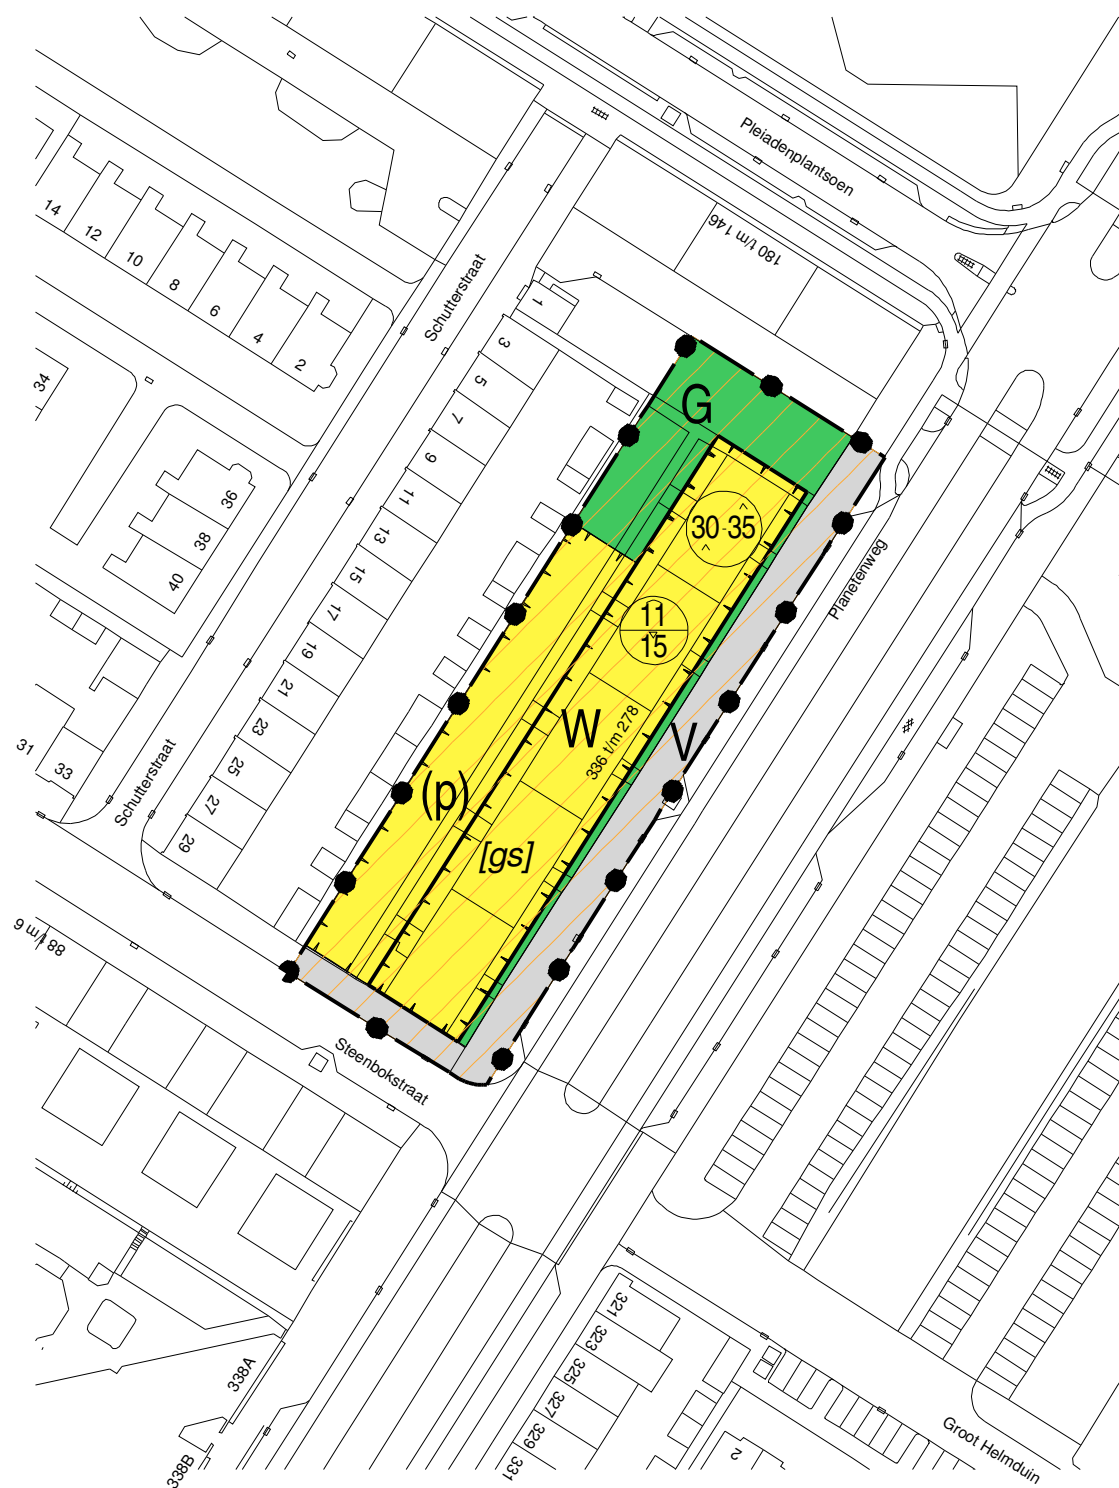 Pleiadenplantsoen
180 t/m 146
14
12
10
8
6
4
2
Schutterstraat
1
3
5
7
9
11
13
15
17
19
21
23
25
27
29
34
36
38
40
G
30-35
11
15
W
336 t/m 278
V
(p)
[gs]
Planetenweg
31
33
Schutterstraat
88 t/m 6
Steenbokstraat
338A
338B
321
323
325
327
329
331
2
Groot Helmduin